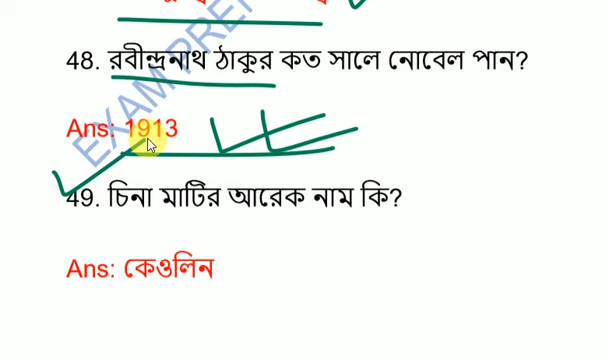 48. রবীন্দ্রনাথ ঠাকুর কত সালে নোবেল পান?
Ans: 1913
49. চিনা মাটির আরেক নাম কি?
Ans: কেওলিন